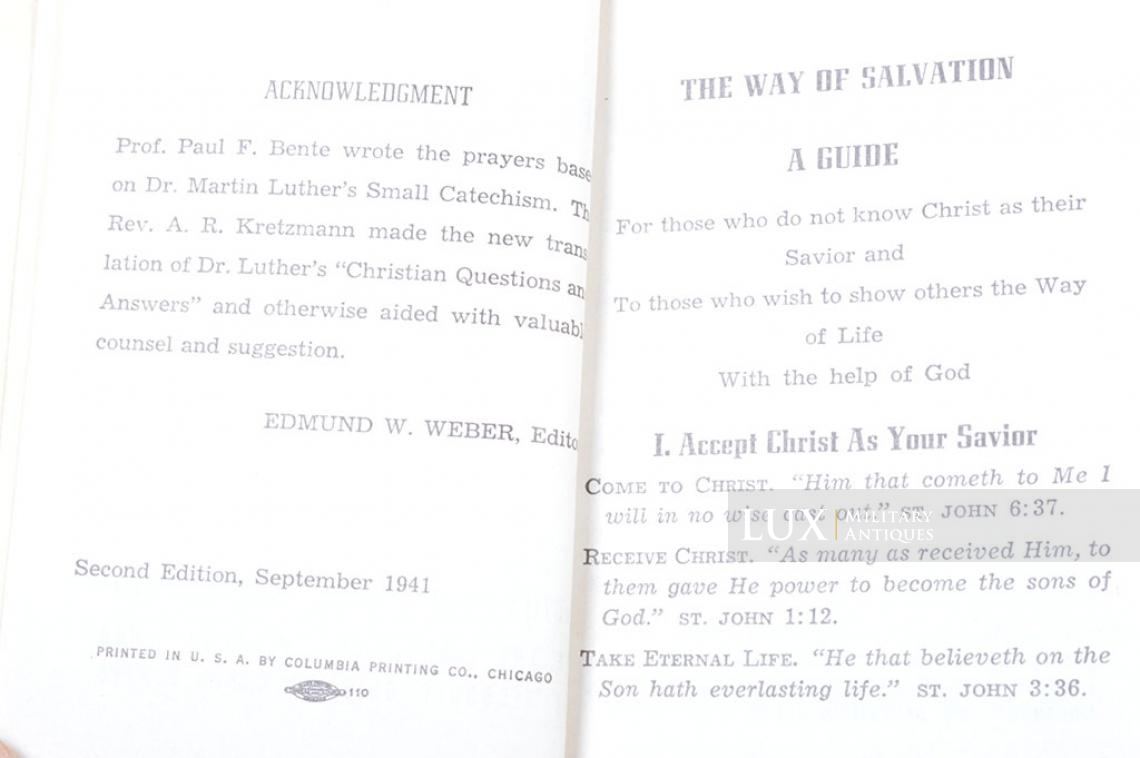 ACKNOWLEDGMENT
Prof. Paul F. Bente wrote the prayers base
on Dr. Martin Luther's Small Catechism. Th
Rev. A. R. Kretzmann made the new trans
lation of Dr. Luther's "Christian Questions an
Answers" and otherwise aided with valuabl
counsel and suggestion.
EDMUND W. WEBER, Edito
Second Edition, September 1941
PRINTED IN U. S. A. BY COLUMBIA PRINTING CO., CHICAGO
110
THE WAY OF SALVATION
A GUIDE
For those who do not know Christ as their
Savior and
To those who wish to show others the Way
of Life
With the help of God
I. Accept Christ As Your Savior
COME TO CHRIST. "Him that cometh to Me I
will in no wise cast out." ST. JOHN 6:37.
RECEIVE CHRIST. "As many as received Him, to
them gave He power to become the sons of
God." ST. JOHN 1:12.
TAKE ETERNAL LIFE. "He that believeth on the
Son hath everlasting life." ST. JOHN 3:36.
LUX MILITARY
ANTIQUES